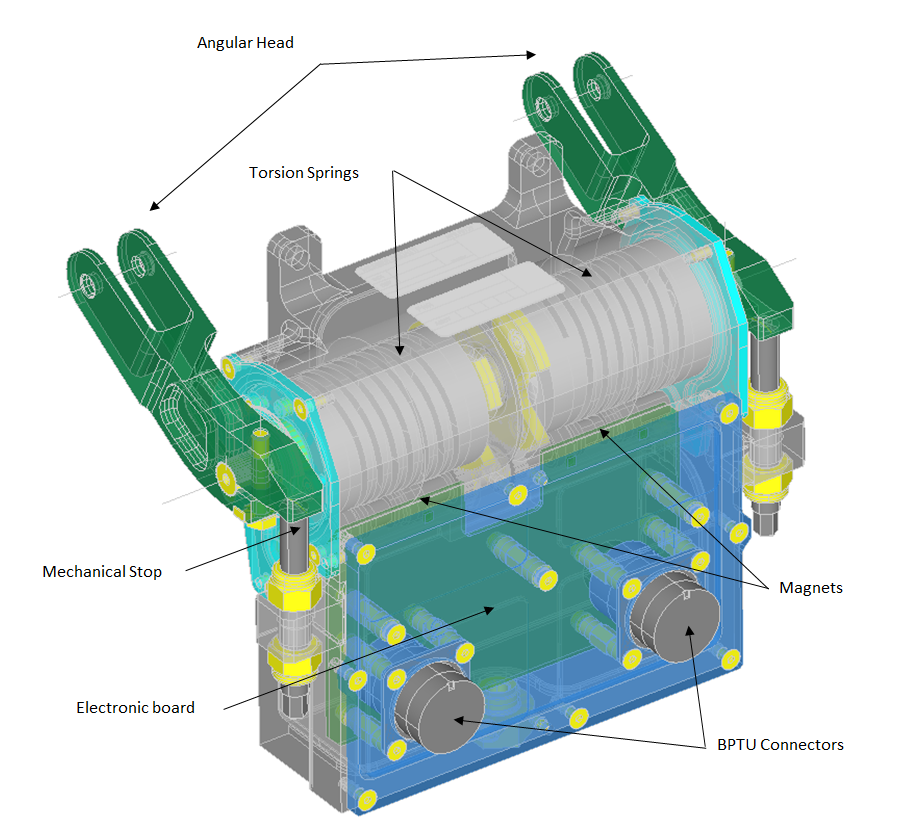 Angular Head
Torsion Springs
Mechanical Stop
Magnets
Electronic board
BPTU Connectors